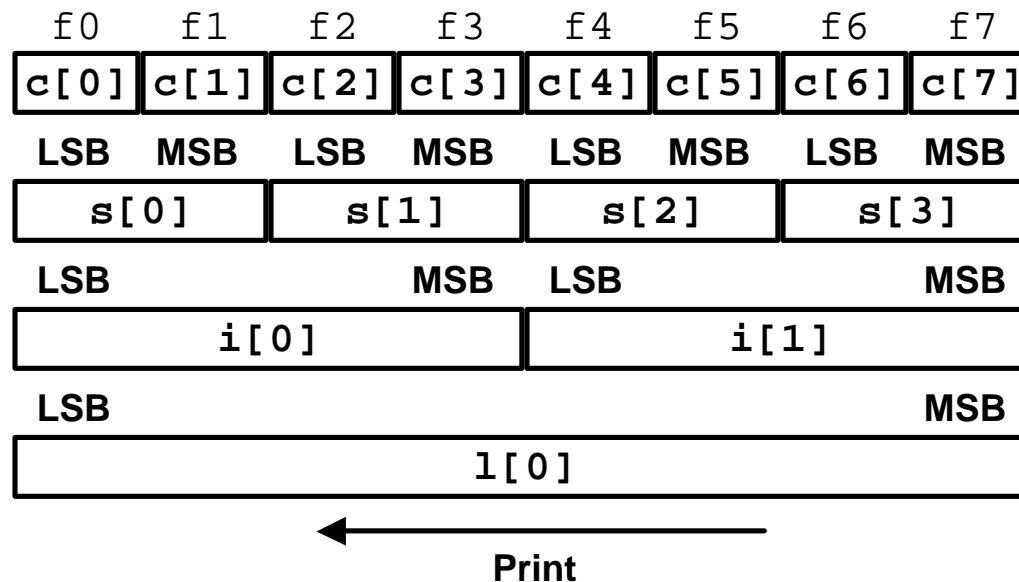 f0 f1 f2 f3 f4 f5 f6 f7
c[0] c[1] c[2] c[3] c[4] c[5] c[6] c[7]
LSB MSB LSB MSB LSB MSB LSB MSB
s[0] s[1] s[2] s[3]
LSB MSB LSB MSB
i[0] i[1]
LSB MSB
l[0]
Print